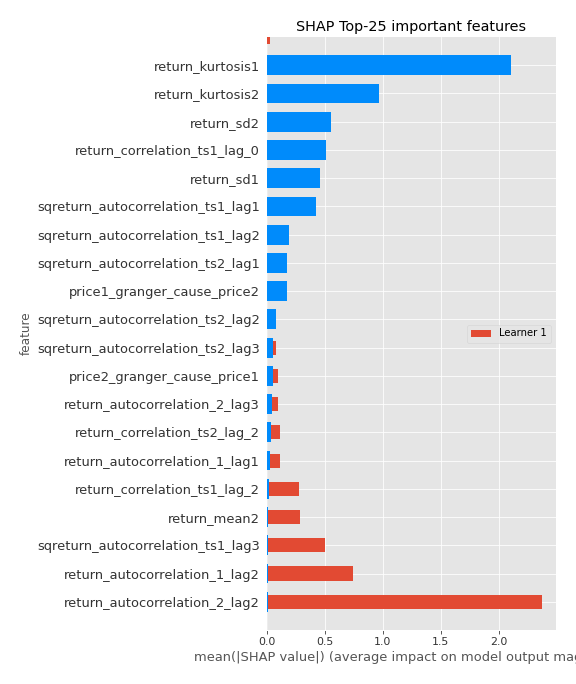 SHAP Top-25 important features
return_kurtosis1
return_kurtosis2
return_sd2
return_correlation_ts1_lag_0
return_sd1
sqreturn_autocorrelation_ts1_lag1
sqreturn_autocorrelation_ts1_lag2
sqreturn_autocorrelation_ts2_lag1
price1_granger_cause_price2
sqreturn_autocorrelation_ts2_lag2
sqreturn_autocorrelation_ts2_lag3
price2_granger_cause_price1
return_autocorrelation_2_lag3
return_correlation_ts2_lag_2
return_autocorrelation_1_lag1
return_correlation_ts1_lag_2
return_mean2
sqreturn_autocorrelation_ts1_lag3
return_autocorrelation_1_lag2
return_autocorrelation_2_lag2
feature
Learner 1
0.0 0.5 1.0 1.5 2.0
mean(|SHAP value|) (average impact on model output mag